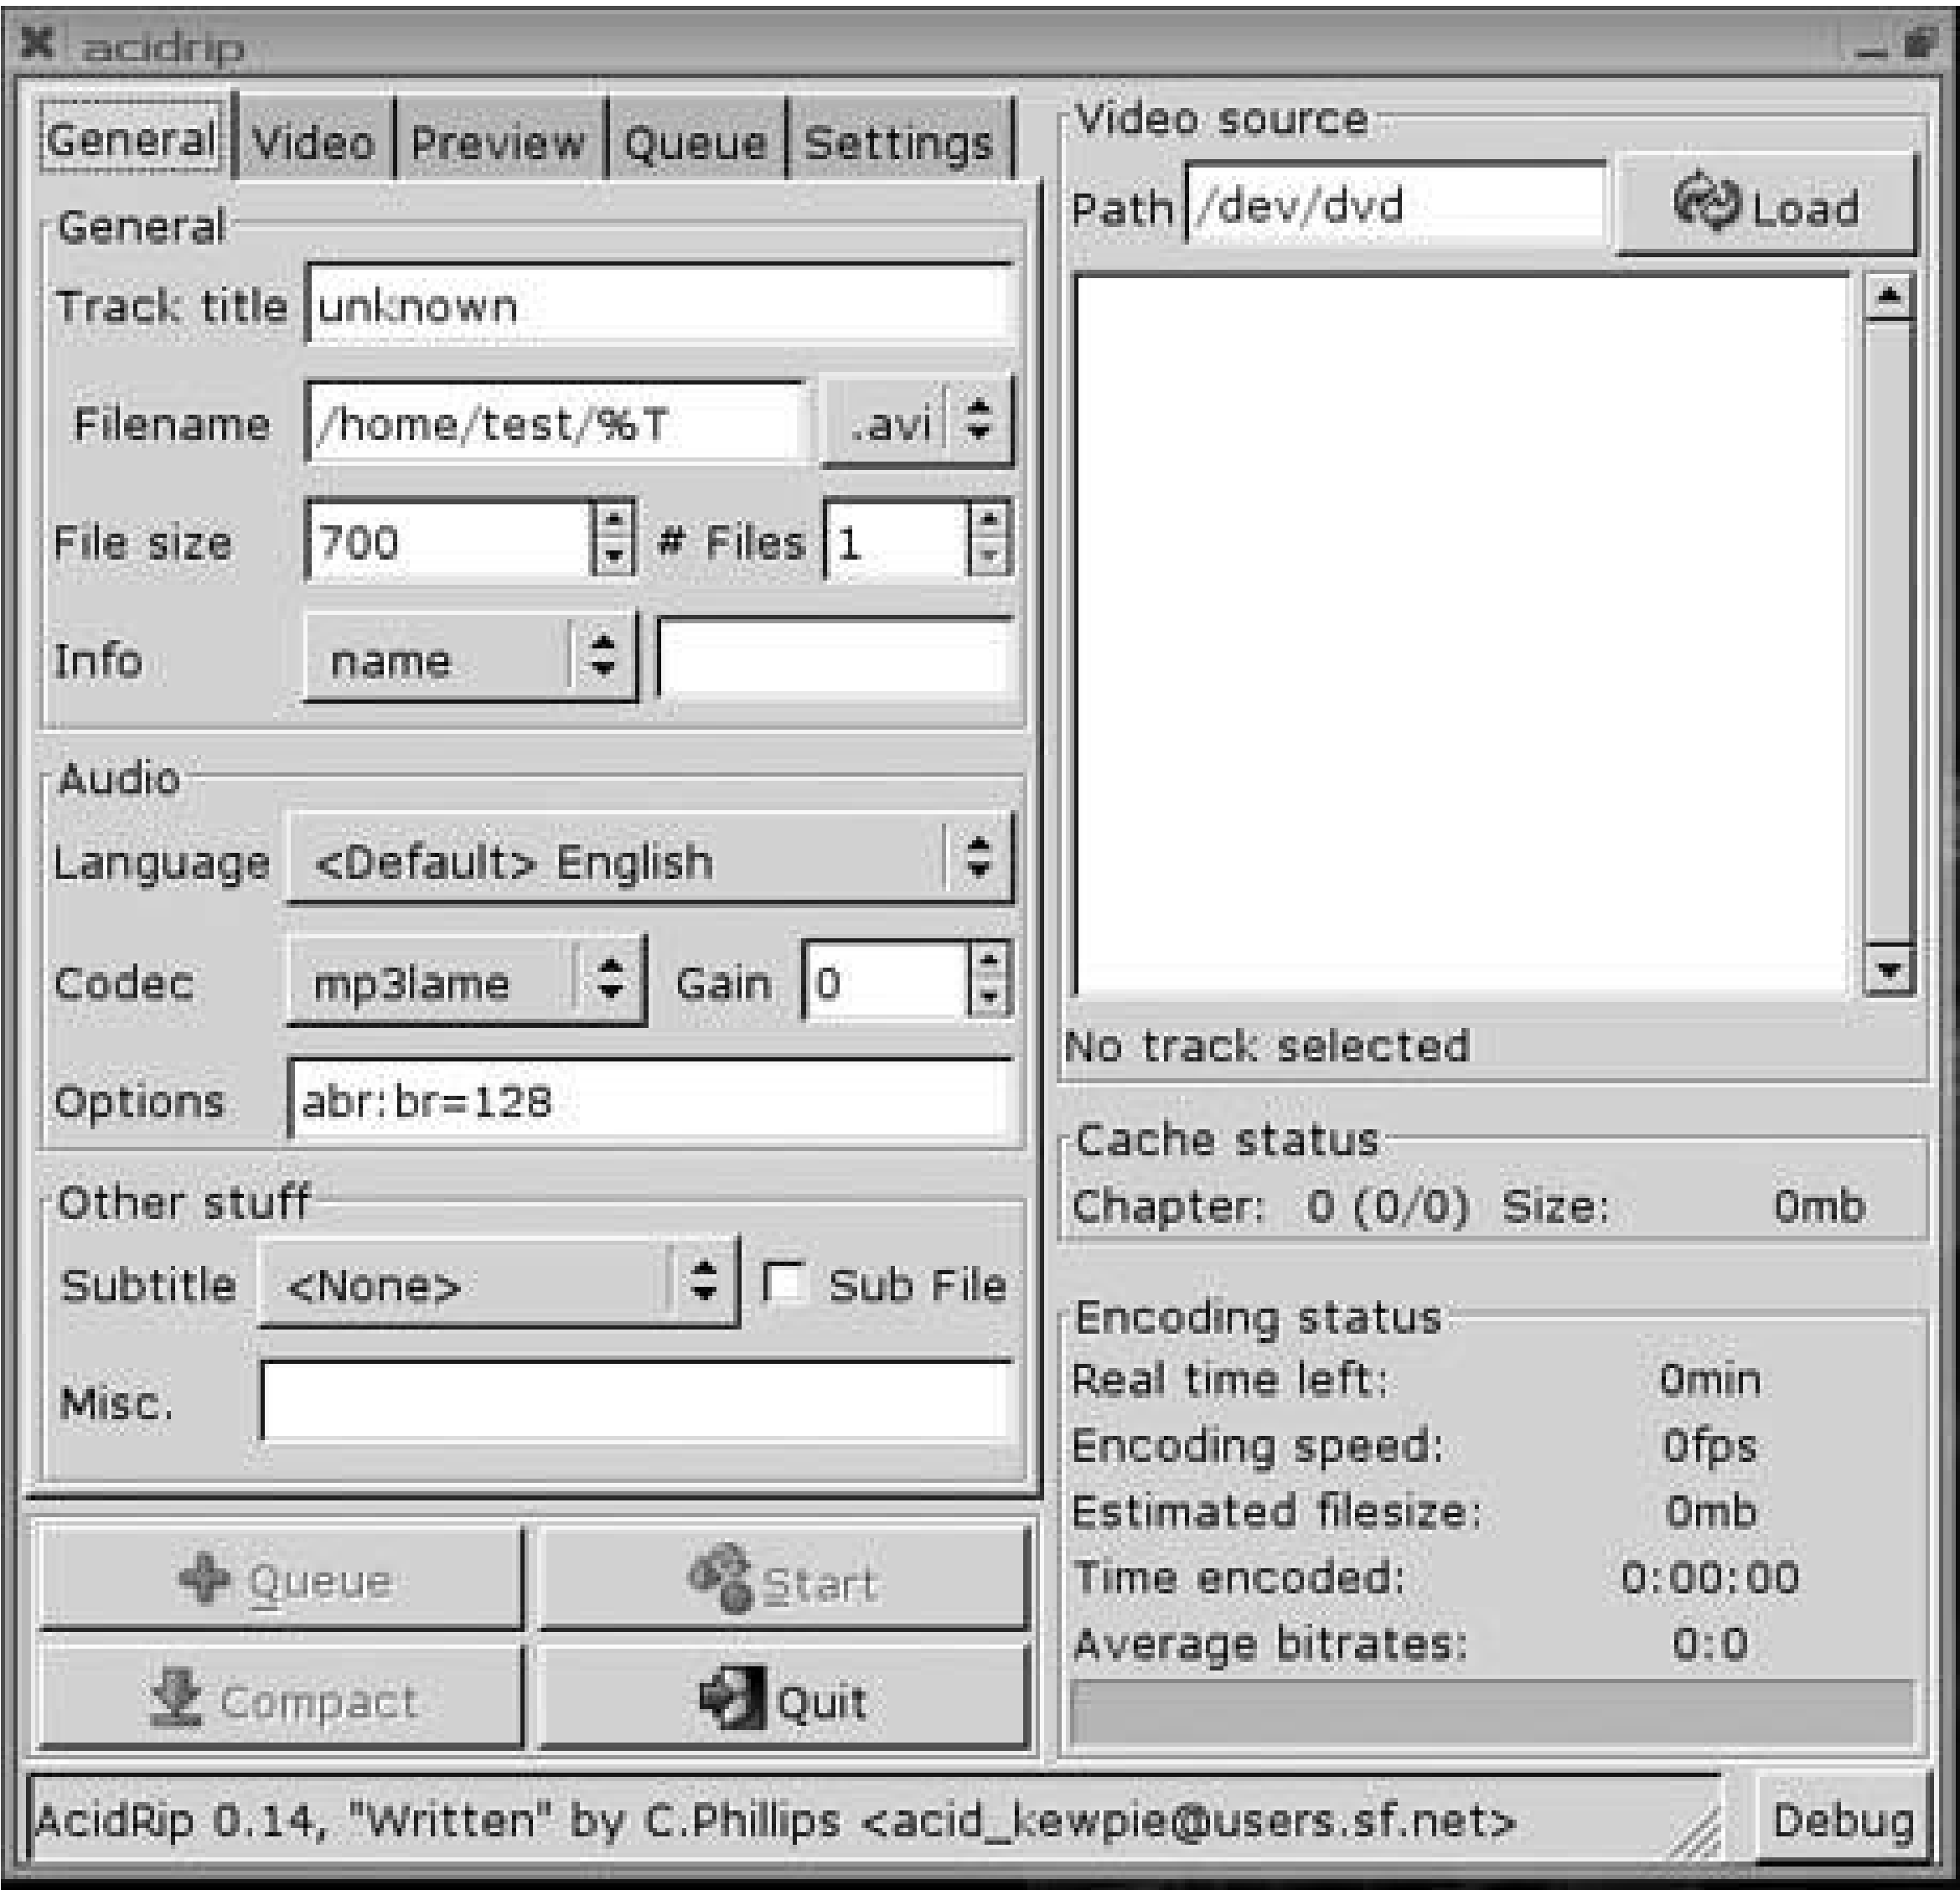 acidrip
General Video Preview Queue Settings
General
Track title unknown
Filename /home/test/%T .avi
File size 700 # Files 1
Info name
Audio
Language <Default> English
Codec mp3lame Gain 0
Options abr:br=128
Other stuff
Subtitle <None> Sub File
Misc.
Queue Start
Compact Quit
Video source
Path /dev/dvd Load
No track selected
Cache status
Chapter: 0 (0/0) Size: 0mb
Encoding status
Real time left: 0min
Encoding speed: 0fps
Estimated filesize: 0mb
Time encoded: 0:00:00
Average bitrates: 0:0
AcidRip 0.14, "Written" by C.Phillips <acid_kewpie@users.sf.net> Debug